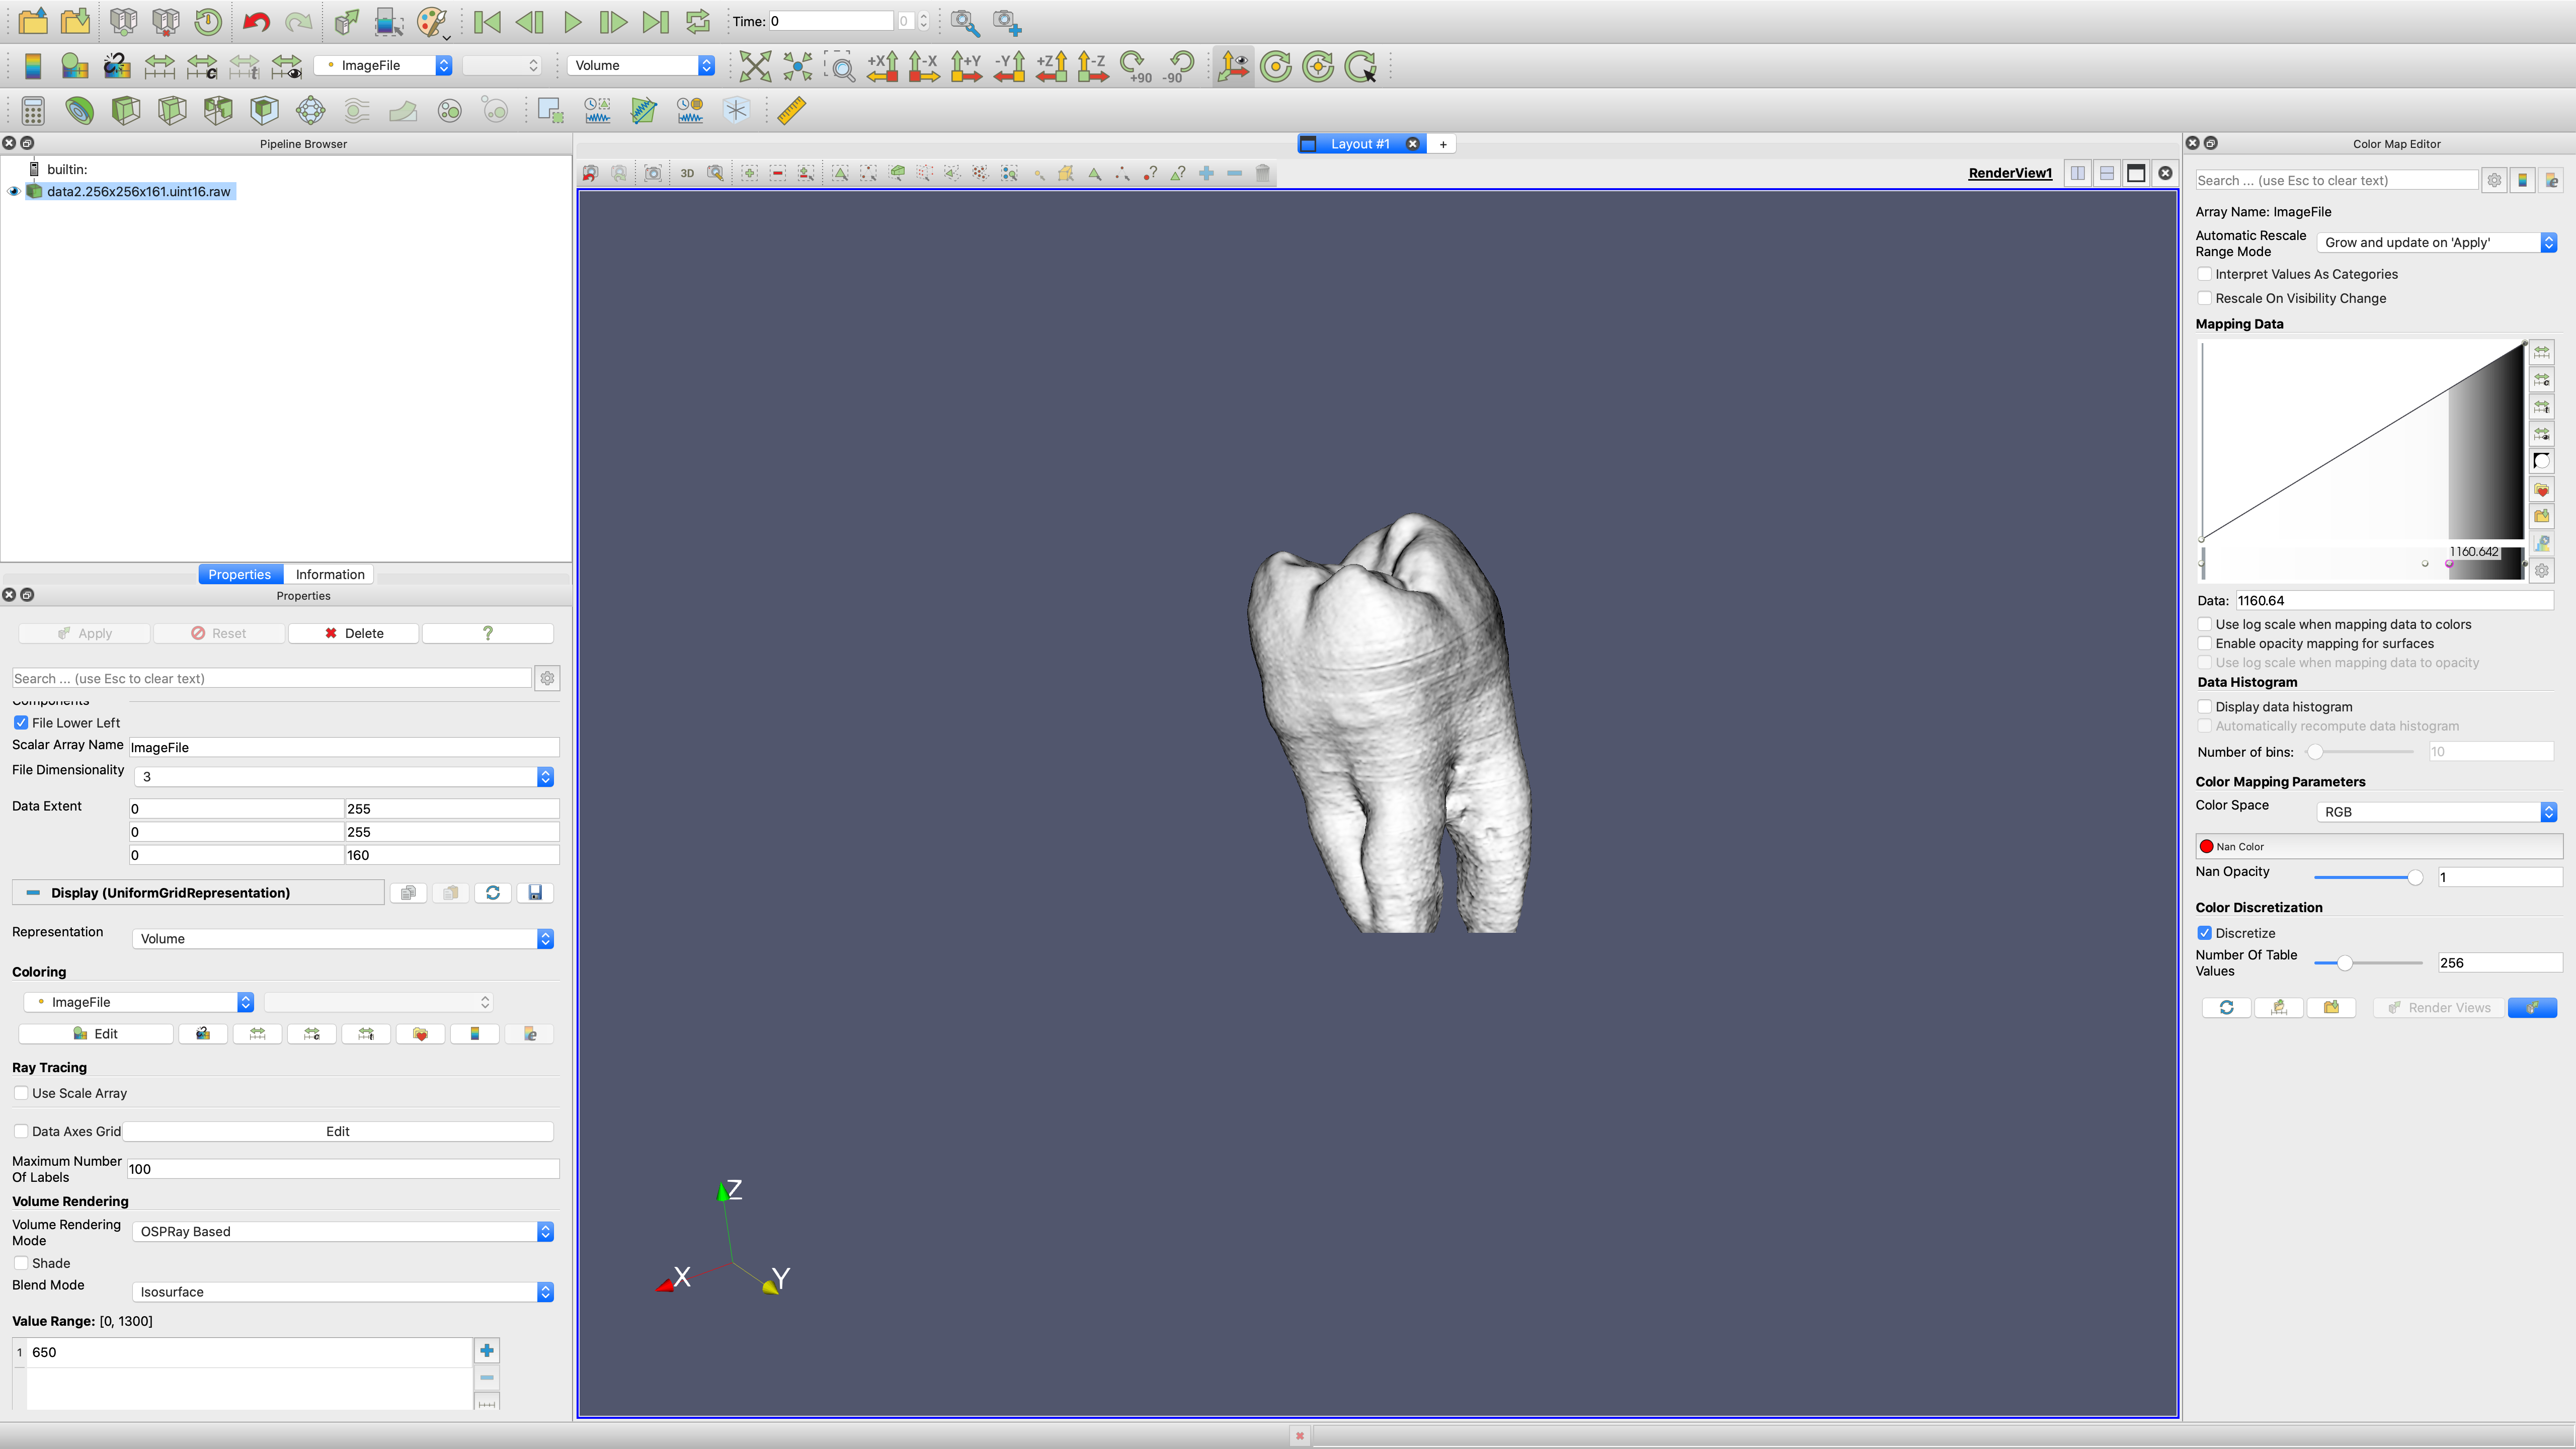 Time: 0 0
ImageFile Volume +X -X +Y -Y +Z -Z +90 -90
Pipeline Browser
builtin:
data2.256x256x161.uint16.raw
Properties Information
Properties
Apply Reset Delete ?
Search ... (use Esc to clear text)
Components
File Lower Left
Scalar Array Name ImageFile
File Dimensionality 3
Data Extent 0 255
0 255
0 160
Display (UniformGridRepresentation)
Representation Volume
Coloring
ImageFile
Edit
Ray Tracing
Use Scale Array
Data Axes Grid Edit
Maximum Number
Of Labels 100
Volume Rendering
Volume Rendering
Mode OSPRay Based
Shade
Blend Mode Isosurface
Value Range: [0, 1300]
1 650
Layout #1 +
3D RenderView1
Z
X Y
Color Map Editor
Search ... (use Esc to clear text)
Array Name: ImageFile
Automatic Rescale
Range Mode Grow and update on 'Apply'
Interpret Values As Categories
Rescale On Visibility Change
Mapping Data
1160.642
Data: 1160.64
Use log scale when mapping data to colors
Enable opacity mapping for surfaces
Use log scale when mapping data to opacity
Data Histogram
Display data histogram
Automatically recompute data histogram
Number of bins: 10
Color Mapping Parameters
Color Space RGB
Nan Color
Nan Opacity 1
Color Discretization
Discretize
Number Of Table
Values 256
Render Views